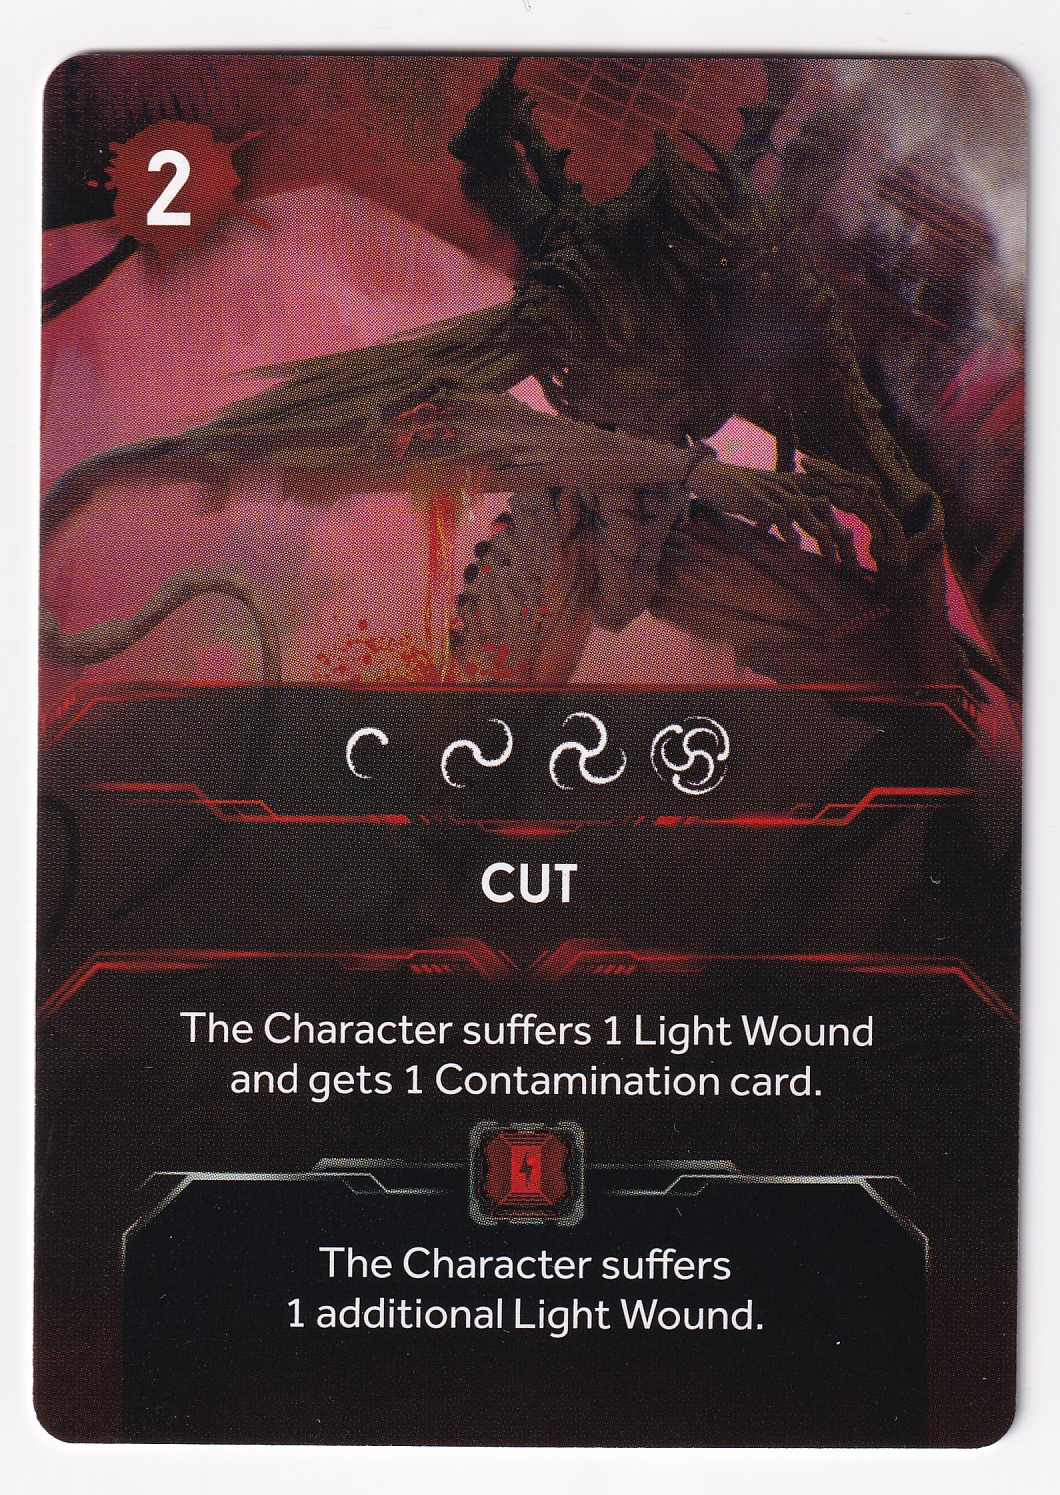 2
CUT
The Character suffers 1 Light Wound
and gets 1 Contamination card.
The Character suffers
1 additional Light Wound.